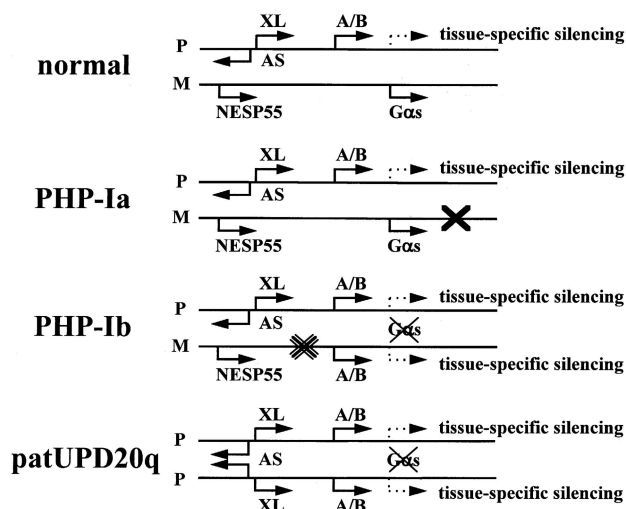 XL A/B
P tissue-specific silencing
AS
normal
M
NESP55 Gαs
XL A/B
P tissue-specific silencing
AS
PHP-Ia
M
NESP55 Gαs
XL A/B
P tissue-specific silencing
AS Gαs
PHP-Ib
M
NESP55 A/B tissue-specific silencing
XL A/B
P tissue-specific silencing
patUPD20q AS Gαs
P
XL A/B tissue-specific silencing